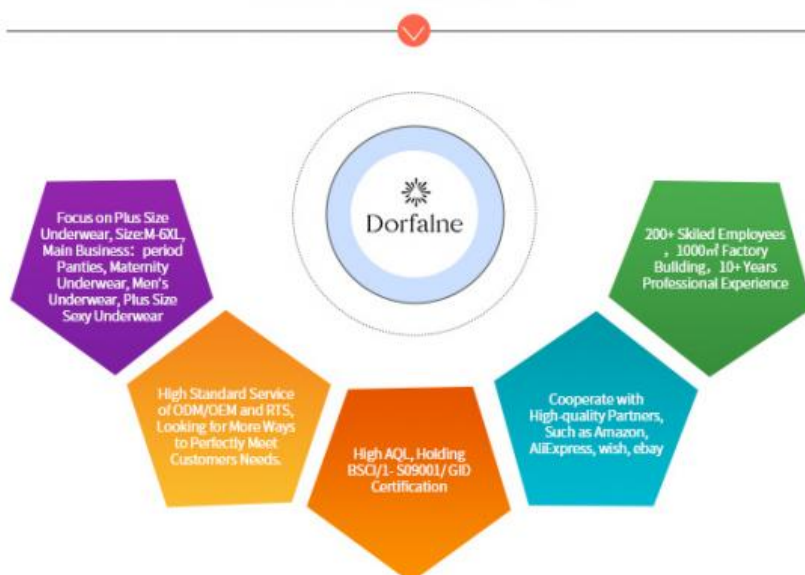 Dorfalne
Focus on Plus Size
Underwear, Size:M-6XL,
Main Business：period
Panties, Maternity
Underwear, Men's
Underwear, Plus Size
Sexy Underwear
High Standard Service
of ODM/OEM and RTS,
Looking for More Ways
to Perfectly Meet
Customers Needs.
High AQL, Holding
BSCI/1- S09001/ GID
Certification
Cooperate with
High-quality Partners,
Such as Amazon,
AliExpress, wish, ebay
200+ Skiled Employees
，1000㎡ Factory
Building，10+ Years
Professional Experience